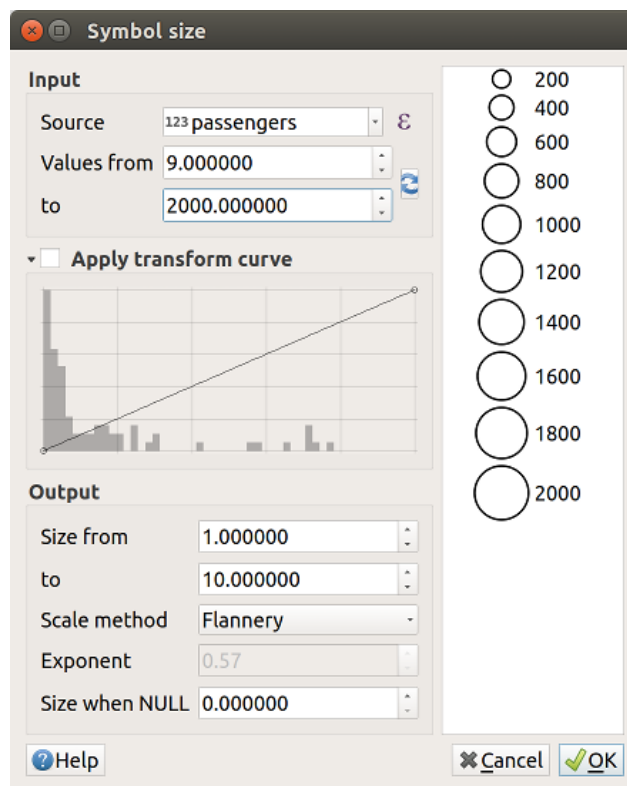 Symbol size
Input
Source 123 passengers ε
Values from 9.000000
to 2000.000000
Apply transform curve
Output
Size from 1.000000
to 10.000000
Scale method Flannery
Exponent 0.57
Size when NULL 0.000000
200
400
600
800
1000
1200
1400
1600
1800
2000
?Help
Cancel
OK